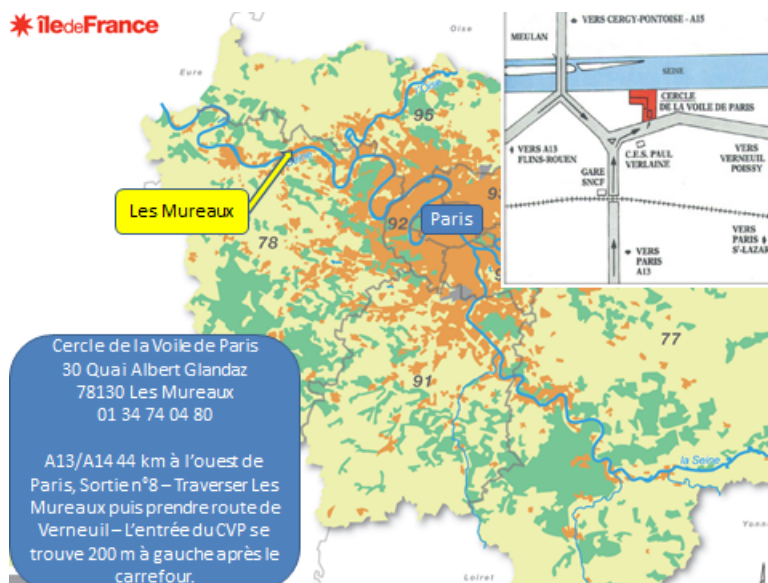 îledeFrance
Oise
Eure
l'Oise
95
Seine
Les Mureaux
78
92
93
Paris
91
77
la Seine
Loiret
VERS CERGY-PONTOISE - A15
MEULAN
SEINE
CERCLE
DE LA VOILE DE PARIS
VERS A13
FLINS-ROUEN
C.E.S. PAUL
VERLAINE
VERS
VERNEUIL
POISSY
GARE
SNCF
VERS
PARIS
A13
VERS
PARIS
St-LAZAR
Cercle de la Voile de Paris
30 Quai Albert Glandaz
78130 Les Mureaux
01 34 74 04 80
A13/A14 44 km à l'ouest de
Paris, Sortie n°8 – Traverser Les
Mureaux puis prendre route de
Verneuil – L'entrée du CVP se
trouve 200 m à gauche après le
carrefour.